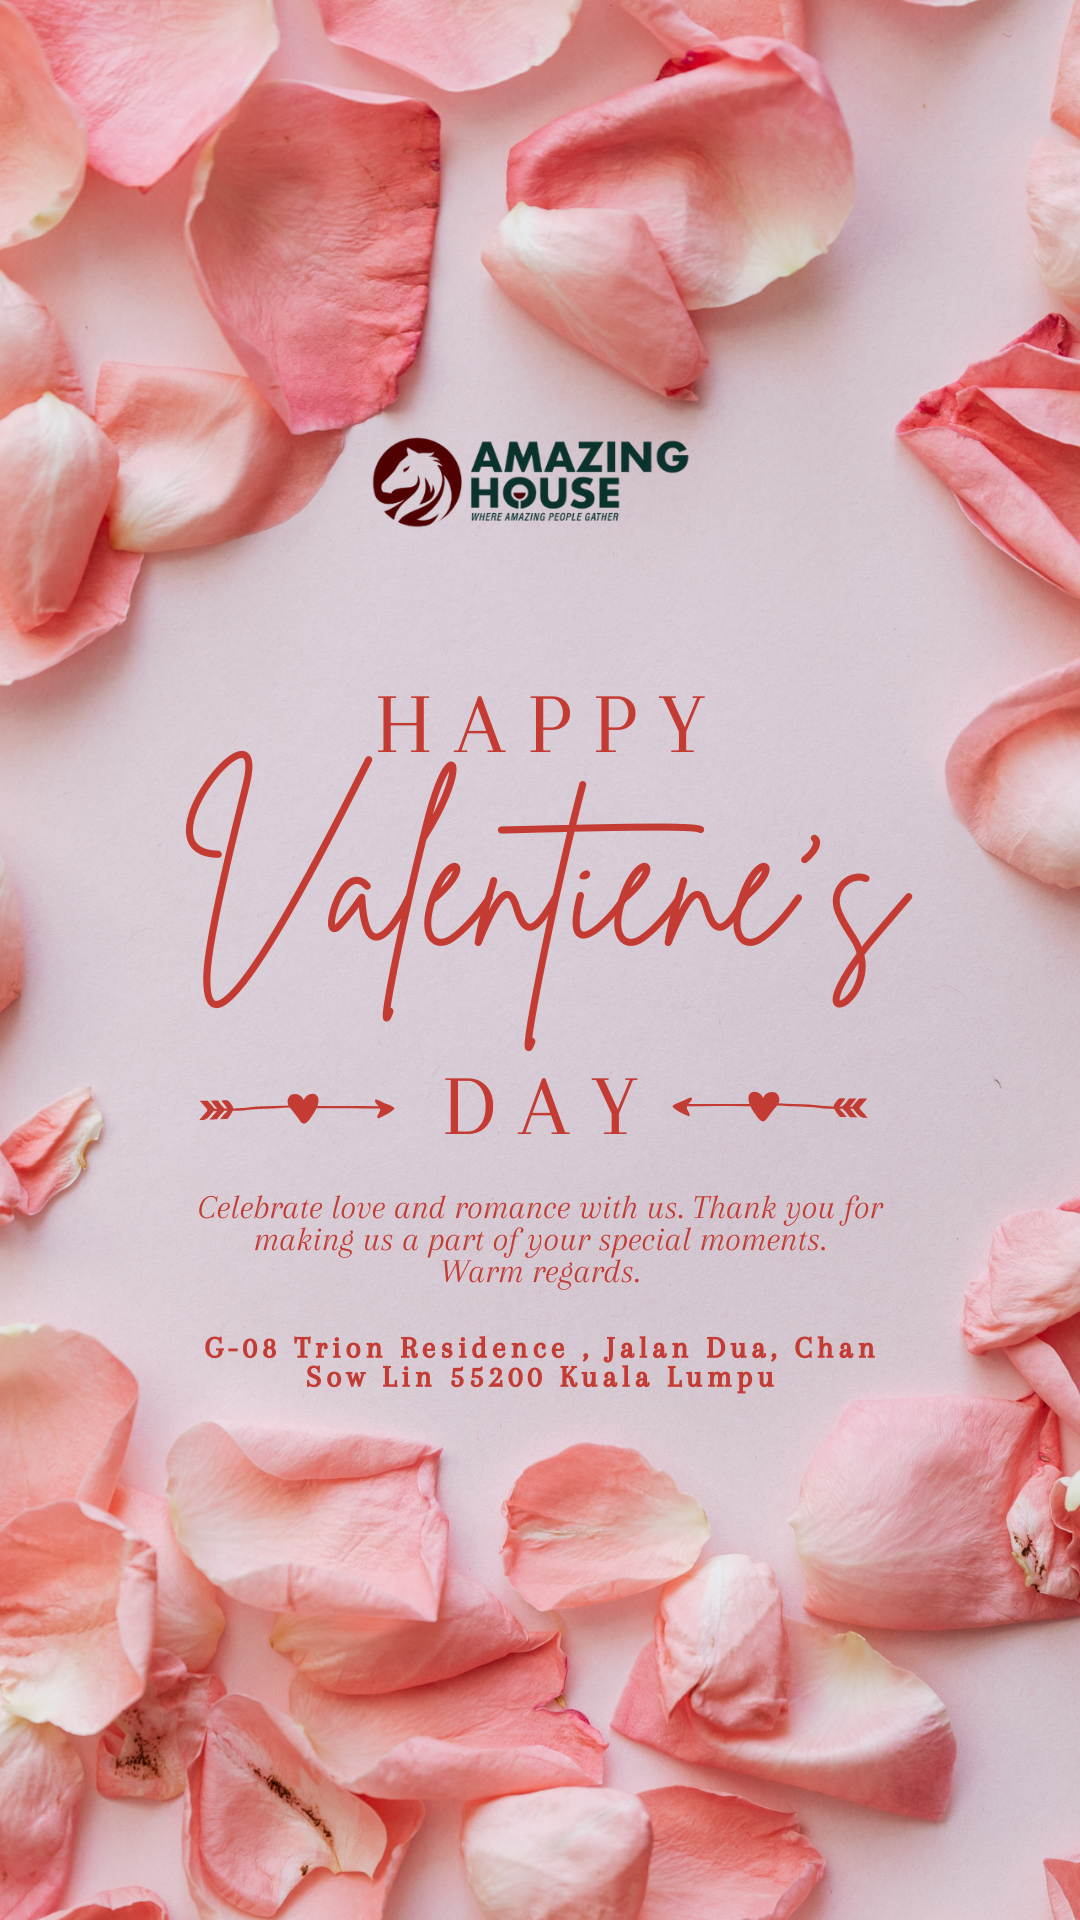 AMAZING
HOUSE
WHERE AMAZING PEOPLE GATHER
HAPPY
Valentiene's
DAY
Celebrate love and romance with us. Thank you for
making us a part of your special moments.
Warm regards.
G-08 Trion Residence , Jalan Dua, Chan
Sow Lin 55200 Kuala Lumpu